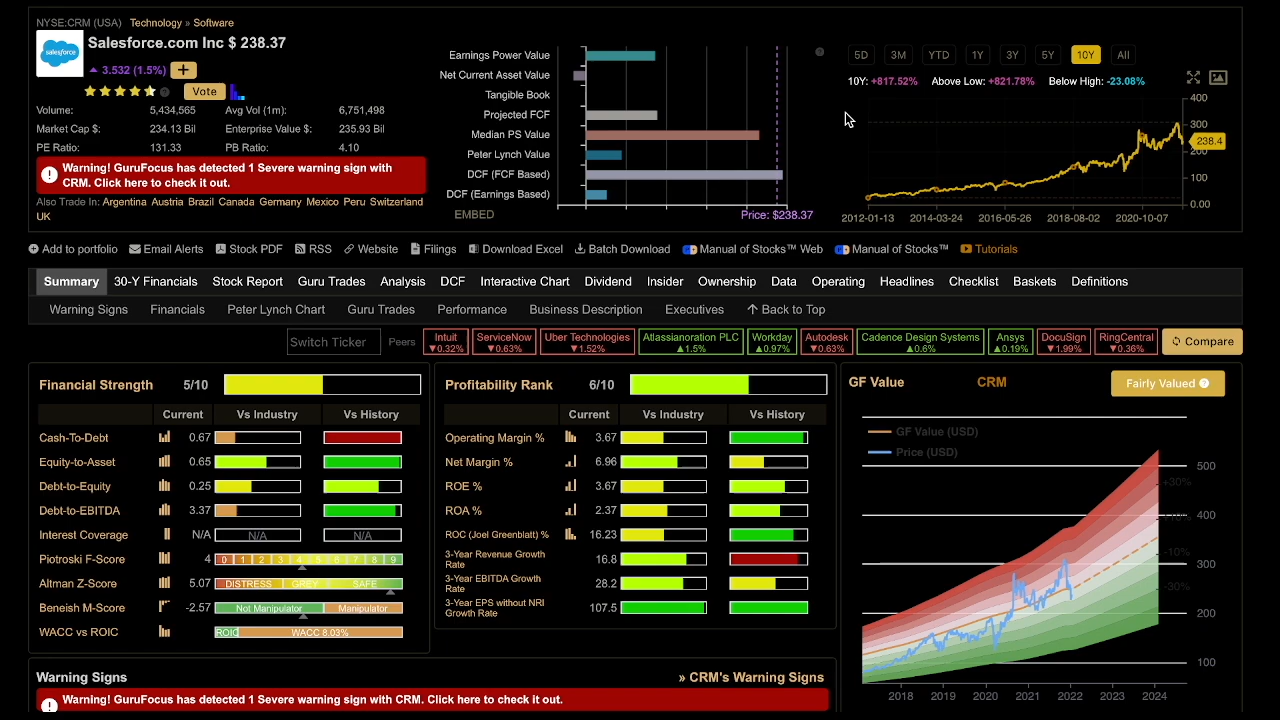 NYSE:CRM (USA) Technology » Software
salesforce
Salesforce.com Inc $ 238.37
3.532 (1.5%) +
Vote
Volume: 5,434,565 Avg Vol (1m): 6,751,498
Market Cap $: 234.13 Bil Enterprise Value $: 235.93 Bil
PE Ratio: 131.33 PB Ratio: 4.10
Warning! GuruFocus has detected 1 Severe warning sign with
CRM. Click here to check it out.
Also Trade In: Argentina Austria Brazil Canada Germany Mexico Peru Switzerland
UK
Earnings Power Value
Net Current Asset Value
Tangible Book
Projected FCF
Median PS Value
Peter Lynch Value
DCF (FCF Based)
DCF (Earnings Based)
EMBED
Price: $238.37
5D 3M YTD 1Y 3Y 5Y 10Y All
10Y: +817.52% Above Low: +821.78% Below High: -23.08%
400
300
238.4
200
100
0.00
2012-01-13 2014-03-24 2016-05-26 2018-08-02 2020-10-07
Add to portfolio Email Alerts Stock PDF RSS Website Filings Download Excel Batch Download Manual of Stocks™ Web Manual of Stocks™ Tutorials
Summary 30-Y Financials Stock Report Guru Trades Analysis DCF Interactive Chart Dividend Insider Ownership Data Operating Headlines Checklist Baskets Definitions
Warning Signs Financials Peter Lynch Chart Guru Trades Performance Business Description Executives Back to Top
Switch Ticker Peers
Intuit
▼0.32%
ServiceNow
▼0.63%
Uber Technologies
▼1.52%
Atlassianoration PLC
▲1.5%
Workday
▲0.97%
Autodesk
▼0.63%
Cadence Design Systems
▲0.6%
Ansys
▲0.19%
DocuSign
▼1.99%
RingCentral
▼0.36%
Compare
Financial Strength 5/10
Current Vs Industry Vs History
Cash-To-Debt 0.67
Equity-to-Asset 0.65
Debt-to-Equity 0.25
Debt-to-EBITDA 3.37
Interest Coverage N/A N/A N/A
Piotroski F-Score 4 0 1 2 3 4 5 6 7 8 9
Altman Z-Score 5.07 DISTRESS GREY SAFE
Beneish M-Score -2.57 Not Manipulator Manipulator
WACC vs ROIC ROIC WACC 8.03%
Profitability Rank 6/10
Current Vs Industry Vs History
Operating Margin % 3.67
Net Margin % 6.96
ROE % 3.67
ROA % 2.37
ROC (Joel Greenblatt) % 16.23
3-Year Revenue Growth
Rate 16.8
3-Year EBITDA Growth
Rate 28.2
3-Year EPS without NRI
Growth Rate 107.5
GF Value CRM Fairly Valued
GF Value (USD)
Price (USD)
500
+30%
400
+10%
-10%
300
-30%
200
100
2018 2019 2020 2021 2022 2023 2024
Warning Signs » CRM's Warning Signs
Warning! GuruFocus has detected 1 Severe warning sign with CRM. Click here to check it out.